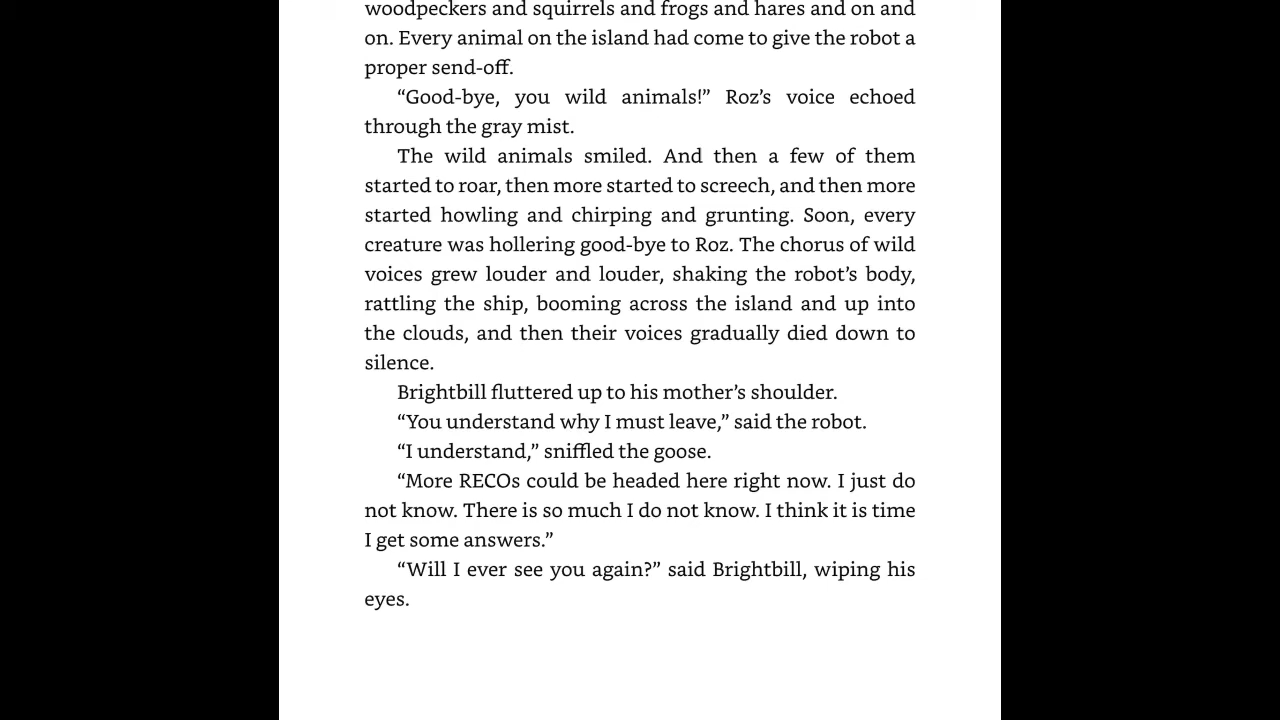 woodpeckers and squirrels and frogs and hares and on and
on. Every animal on the island had come to give the robot a
proper send-off.
“Good-bye, you wild animals!” Roz’s voice echoed
through the gray mist.
The wild animals smiled. And then a few of them
started to roar, then more started to screech, and then more
started howling and chirping and grunting. Soon, every
creature was hollering good-bye to Roz. The chorus of wild
voices grew louder and louder, shaking the robot’s body,
rattling the ship, booming across the island and up into
the clouds, and then their voices gradually died down to
silence.
Brightbill fluttered up to his mother’s shoulder.
“You understand why I must leave,” said the robot.
“I understand,” sniffled the goose.
“More RECOs could be headed here right now. I just do
not know. There is so much I do not know. I think it is time
I get some answers.”
“Will I ever see you again?” said Brightbill, wiping his
eyes.